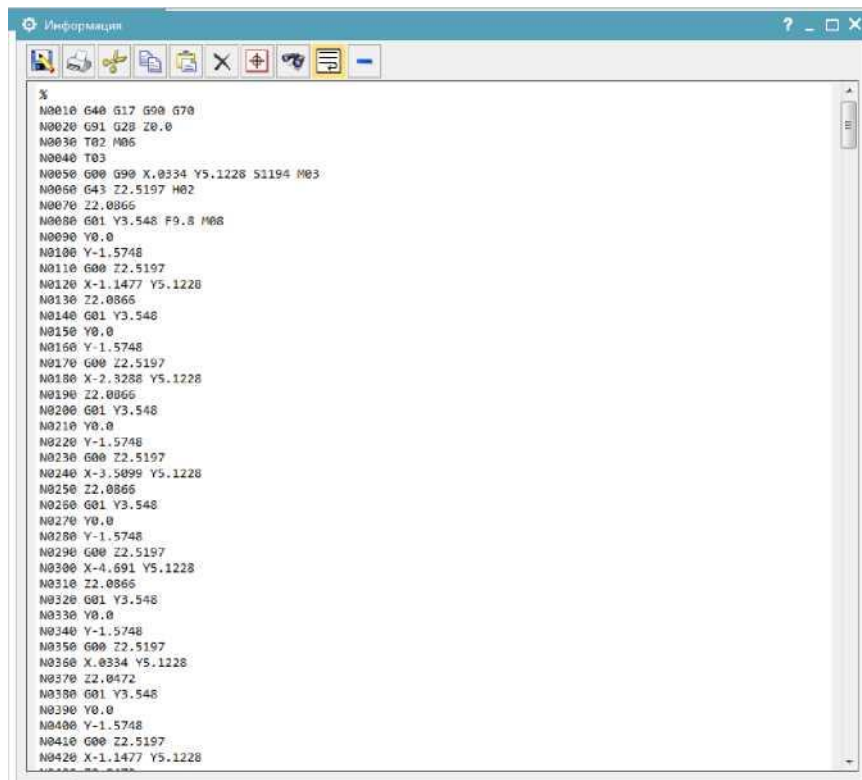 Информация
%
N0010 G40 G17 G90 G70
N0020 G91 G28 Z0.0
N0030 T02 M06
N0040 T03
N0050 G00 G90 X.0334 Y5.1228 S1194 M03
N0060 G43 Z2.5197 H02
N0070 Z2.0866
N0080 G01 Y3.548 F9.8 M08
N0090 Y0.0
N0100 Y-1.5748
N0110 G00 Z2.5197
N0120 X-1.1477 Y5.1228
N0130 Z2.0866
N0140 G01 Y3.548
N0150 Y0.0
N0160 Y-1.5748
N0170 G00 Z2.5197
N0180 X-2.3288 Y5.1228
N0190 Z2.0866
N0200 G01 Y3.548
N0210 Y0.0
N0220 Y-1.5748
N0230 G00 Z2.5197
N0240 X-3.5099 Y5.1228
N0250 Z2.0866
N0260 G01 Y3.548
N0270 Y0.0
N0280 Y-1.5748
N0290 G00 Z2.5197
N0300 X-4.691 Y5.1228
N0310 Z2.0866
N0320 G01 Y3.548
N0330 Y0.0
N0340 Y-1.5748
N0350 G00 Z2.5197
N0360 X.0334 Y5.1228
N0370 Z2.0472
N0380 G01 Y3.548
N0390 Y0.0
N0400 Y-1.5748
N0410 G00 Z2.5197
N0420 X-1.1477 Y5.1228